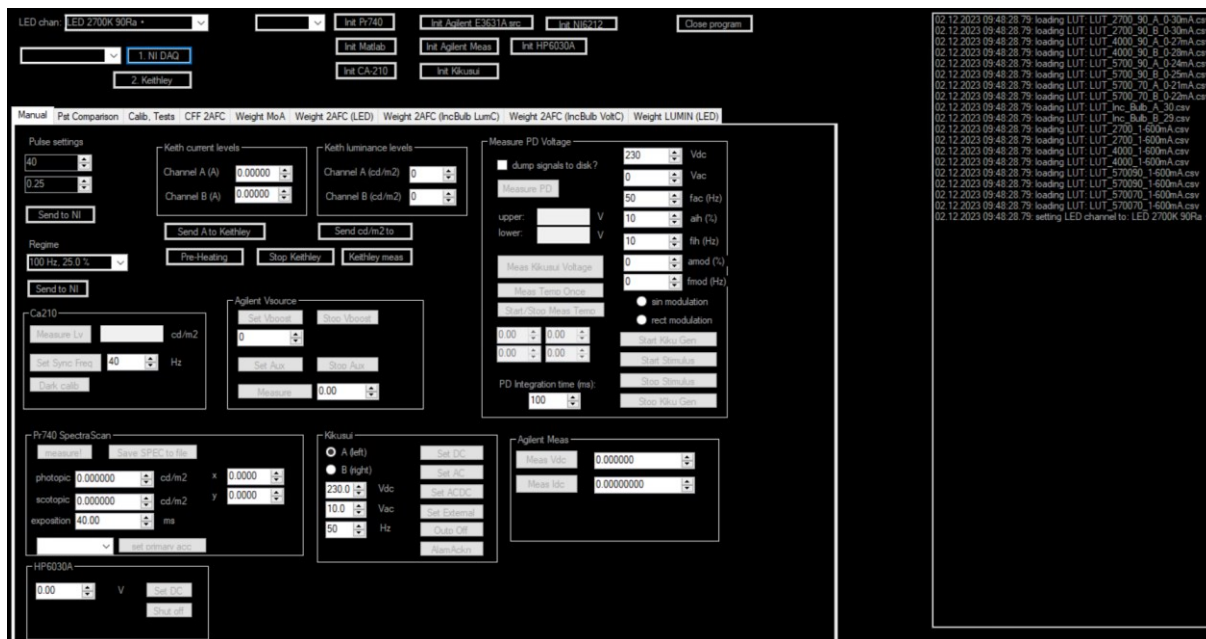 LED chan: LED 2700K 90Ra
Init Pr740
Init Agilent E3631A src
Init NI6212
Close program
Init Matlab
Init Agilent Meas
Init HP6030A
1. NI DAQ
Init CA-210
Init Kikusui
2. Keithley
Manual Pst Comparison Calib, Tests CFF 2AFC Weight MoA Weight 2AFC (LED) Weight 2AFC (IncBulb LumC) Weight 2AFC (IncBulb VoltC) Weight LUMIN (LED)
Pulse settings
40
0.25
Send to NI
Regime
100 Hz, 25.0 %
Send to NI
Keith current levels
Channel A (A) 0.00000
Channel B (A) 0.00000
Send A to Keithley
Keith luminance levels
Channel A (cd/m2) 0
Channel B (cd/m2) 0
Send cd/m2 to
Pre-Heating
Stop Keithley
Keithley meas
Ca210
Measure Lv cd/m2
Set Sync Freq 40 Hz
Dark calib
Agilent Vsource
Set Vboost
Stop Vboost
0
Set Aux
Stop Aux
Measure 0.00
Measure PD Voltage
dump signals to disk?
Measure PD
upper: V
lower: V
Meas Kikusui Voltage
Meas Temp Once
Start/Stop Meas Temp
0.00 0.00
0.00 0.00
PD Integration time (ms):
100
230 Vdc
0 Vac
50 fac (Hz)
10 aih (%)
10 fih (Hz)
0 amod (%)
0 fmod (Hz)
sin modulation
rect modulation
Start Kiku Gen
Start Stimulus
Stop Stimulus
Stop Kiku Gen
Pr740 SpectraScan
measure!
Save SPEC to file
photopic 0.000000 cd/m2 x 0.0000
scotopic 0.000000 cd/m2 y 0.0000
exposition 40.00 ms
set primary acc
Kikusui
A (left)
B (right)
230.0 Vdc
10.0 Vac
50 Hz
Set DC
Set AC
Set ACDC
Set External
Outp Off
AlarmAckn
Agilent Meas
Meas Vdc 0.000000
Meas Idc 0.00000000
HP6030A
0.00 V Set DC
Shut off
02.12.2023 09:48:28.79: loading LUT: LUT_2700_90_A_0-30mA.csv
02.12.2023 09:48:28.79: loading LUT: LUT_2700_90_B_0-30mA.csv
02.12.2023 09:48:28.79: loading LUT: LUT_4000_90_A_0-27mA.csv
02.12.2023 09:48:28.79: loading LUT: LUT_4000_90_B_0-28mA.csv
02.12.2023 09:48:28.79: loading LUT: LUT_5700_90_A_0-24mA.csv
02.12.2023 09:48:28.79: loading LUT: LUT_5700_90_B_0-25mA.csv
02.12.2023 09:48:28.79: loading LUT: LUT_5700_70_A_0-21mA.csv
02.12.2023 09:48:28.79: loading LUT: LUT_5700_70_B_0-22mA.csv
02.12.2023 09:48:28.79: loading LUT: LUT_Inc_Bulb_A_30.csv
02.12.2023 09:48:28.79: loading LUT: LUT_Inc_Bulb_B_29.csv
02.12.2023 09:48:28.79: loading LUT: LUT_2700_1-600mA.csv
02.12.2023 09:48:28.79: loading LUT: LUT_2700_1-600mA.csv
02.12.2023 09:48:28.79: loading LUT: LUT_4000_1-600mA.csv
02.12.2023 09:48:28.79: loading LUT: LUT_4000_1-600mA.csv
02.12.2023 09:48:28.79: loading LUT: LUT_570090_1-600mA.csv
02.12.2023 09:48:28.79: loading LUT: LUT_570090_1-600mA.csv
02.12.2023 09:48:28.79: loading LUT: LUT_570070_1-600mA.csv
02.12.2023 09:48:28.79: loading LUT: LUT_570070_1-600mA.csv
02.12.2023 09:48:28.79: setting LED channel to: LED 2700K 90Ra